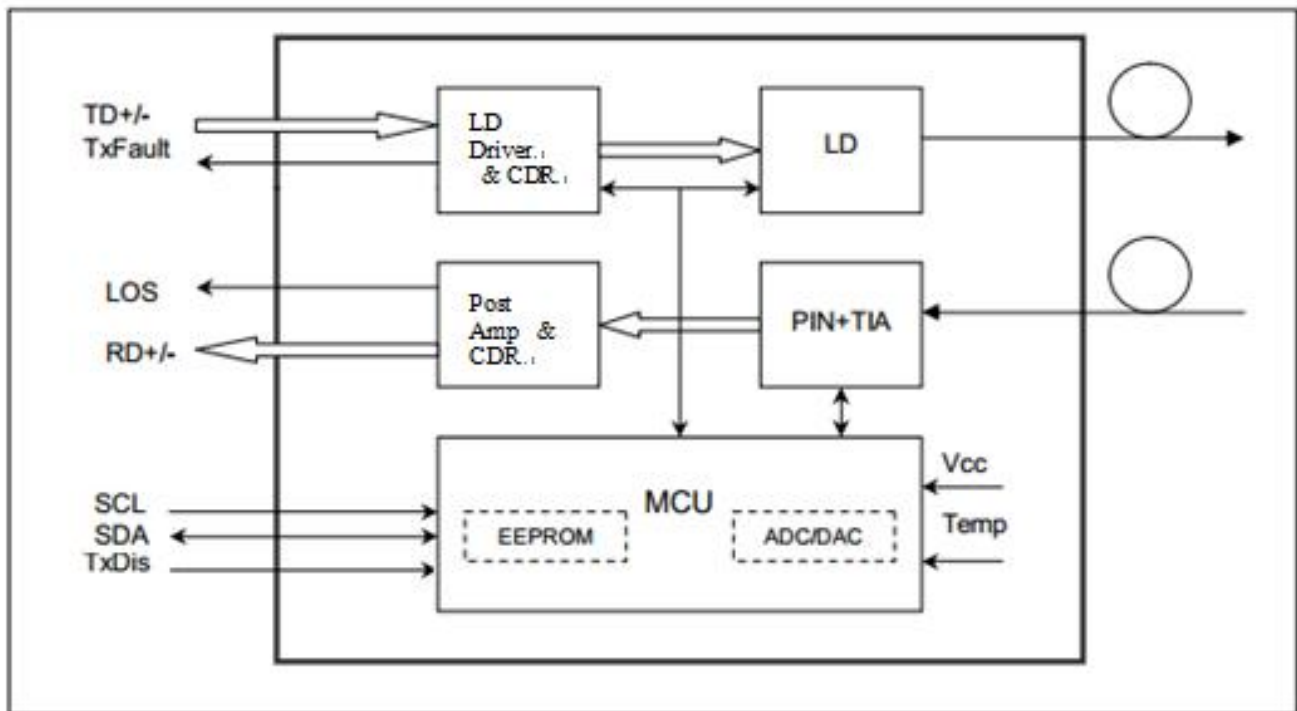 TD+/-
TxFault
LD
Driver
& CDR
LD
LOS
RD+/-
Post
Amp &
CDR
PIN+TIA
SCL
SDA
TxDis
MCU
EEPROM
ADC/DAC
Vcc
Temp